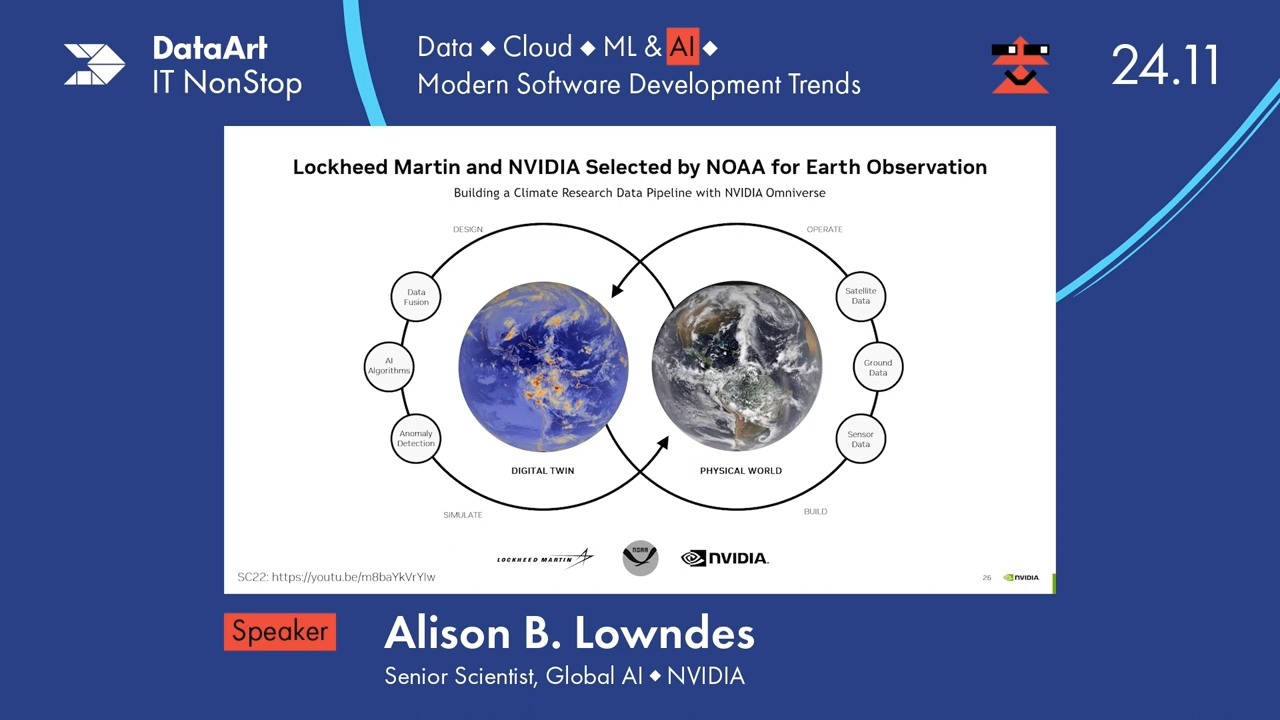 DataArt
IT NonStop
Data ◆ Cloud ◆ ML & AI ◆
Modern Software Development Trends
24.11
Lockheed Martin and NVIDIA Selected by NOAA for Earth Observation
Building a Climate Research Data Pipeline with NVIDIA Omniverse
DESIGN
OPERATE
Data
Fusion
AI
Algorithms
Anomaly
Detection
Satellite
Data
Ground
Data
Sensor
Data
DIGITAL TWIN
PHYSICAL WORLD
SIMULATE
BUILD
LOCKHEED MARTIN
NOAA
NVIDIA.
SC22: https://youtu.be/m8baYkVrYIw
26
NVIDIA.
Speaker
Alison B. Lowndes
Senior Scientist, Global AI ◆ NVIDIA